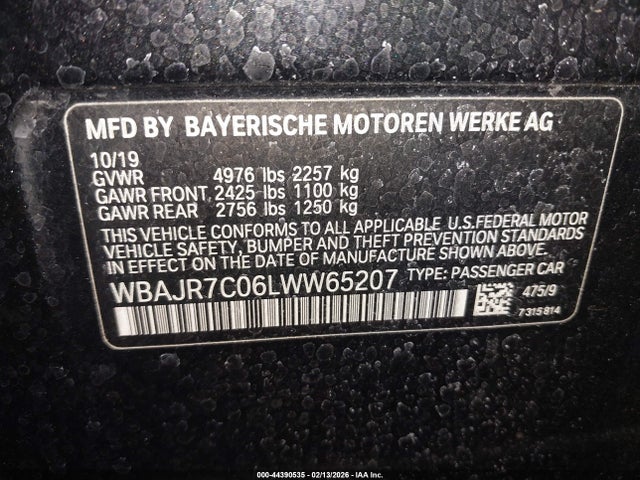 MFD BY BAYERISCHE MOTOREN WERKE AG
10/19
GVWR 4976 lbs 2257 kg
GAWR FRONT 2425 lbs 1100 kg
GAWR REAR 2756 lbs 1250 kg
THIS VEHICLE CONFORMS TO ALL APPLICABLE U.S.FEDERAL MOTOR
VEHICLE SAFETY, BUMPER AND THEFT PREVENTION STANDARDS
IN EFFECT ON THE DATE OF MANUFACTURE SHOWN ABOVE.
WBAJR7C06LWW65207 TYPE: PASSENGER CAR
475/9
7315814
000-44390535 - 02/13/2026 - IAA Inc.